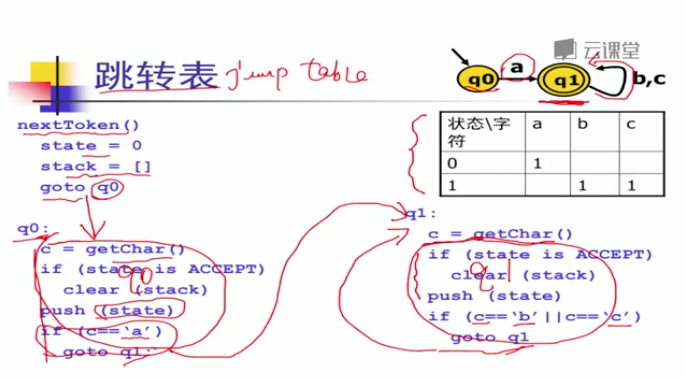 云课堂
跳转表 jump table
q0 a q1 b,c
nextToken()
state = 0
stack = []
goto q0
状态\字符 a b c
0 1
1 1 1
q0:
c = getChar()
if (state is ACCEPT)
clear (stack)
push (state)
if (c==‘a’)
goto q1
q0
q1:
c = getChar()
if (state is ACCEPT)
clear (stack)
push (state)
if (c==‘b’||c==‘c’)
goto q1
q1